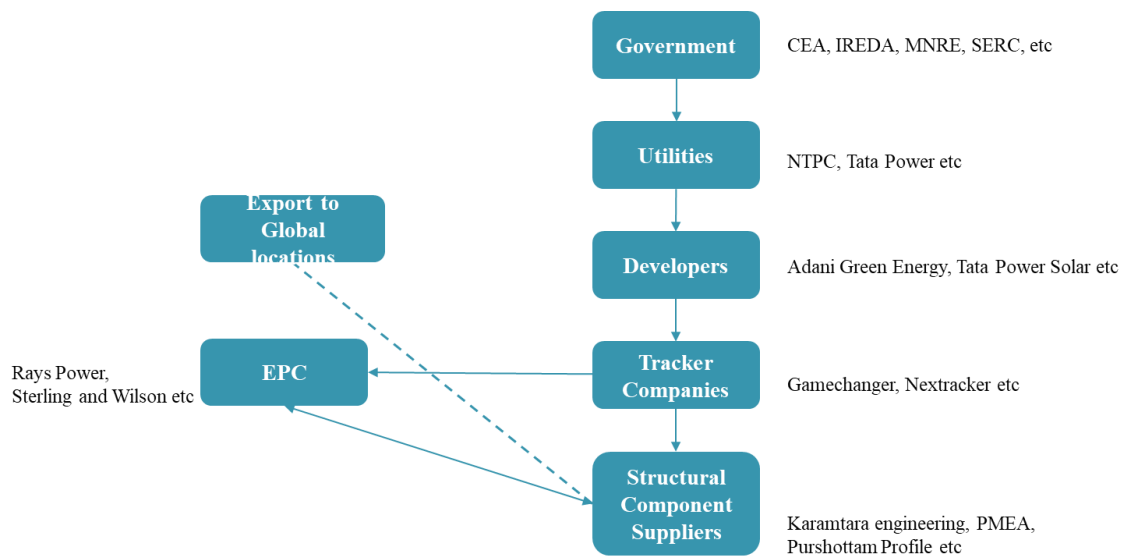 Government
CEA, IREDA, MNRE, SERC, etc
Utilities
NTPC, Tata Power etc
Export to
Global
locations
Developers
Adani Green Energy, Tata Power Solar etc
Rays Power,
Sterling and Wilson etc
EPC
Tracker
Companies
Gamechanger, Nextracker etc
Structural
Component
Suppliers
Karamtara engineering, PMEA,
Purshottam Profile etc